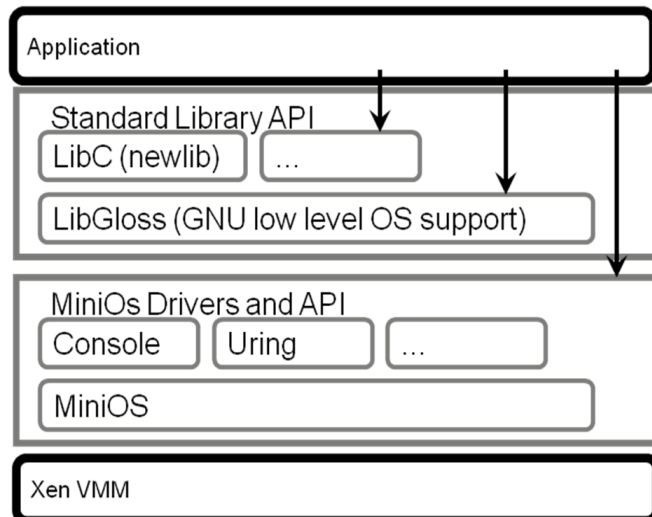 Application
Standard Library API
LibC (newlib)
...
LibGloss (GNU low level OS support)
MiniOs Drivers and API
Console
Uring
...
MiniOS
Xen VMM